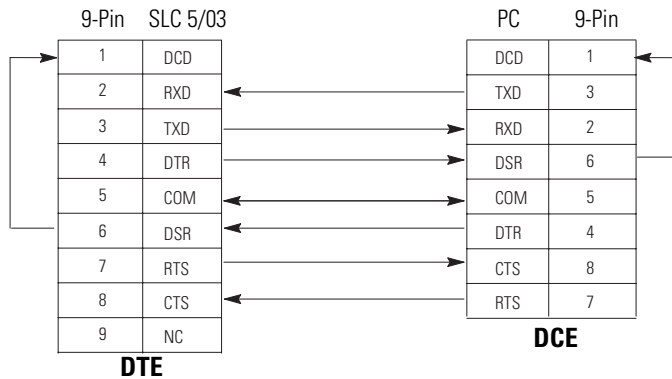 9-Pin SLC 5/03 PC 9-Pin
1 DCD DCD 1
2 RXD TXD 3
3 TXD RXD 2
4 DTR DSR 6
5 COM COM 5
6 DSR DTR 4
7 RTS CTS 8
8 CTS RTS 7
9 NC
DCE
DTE